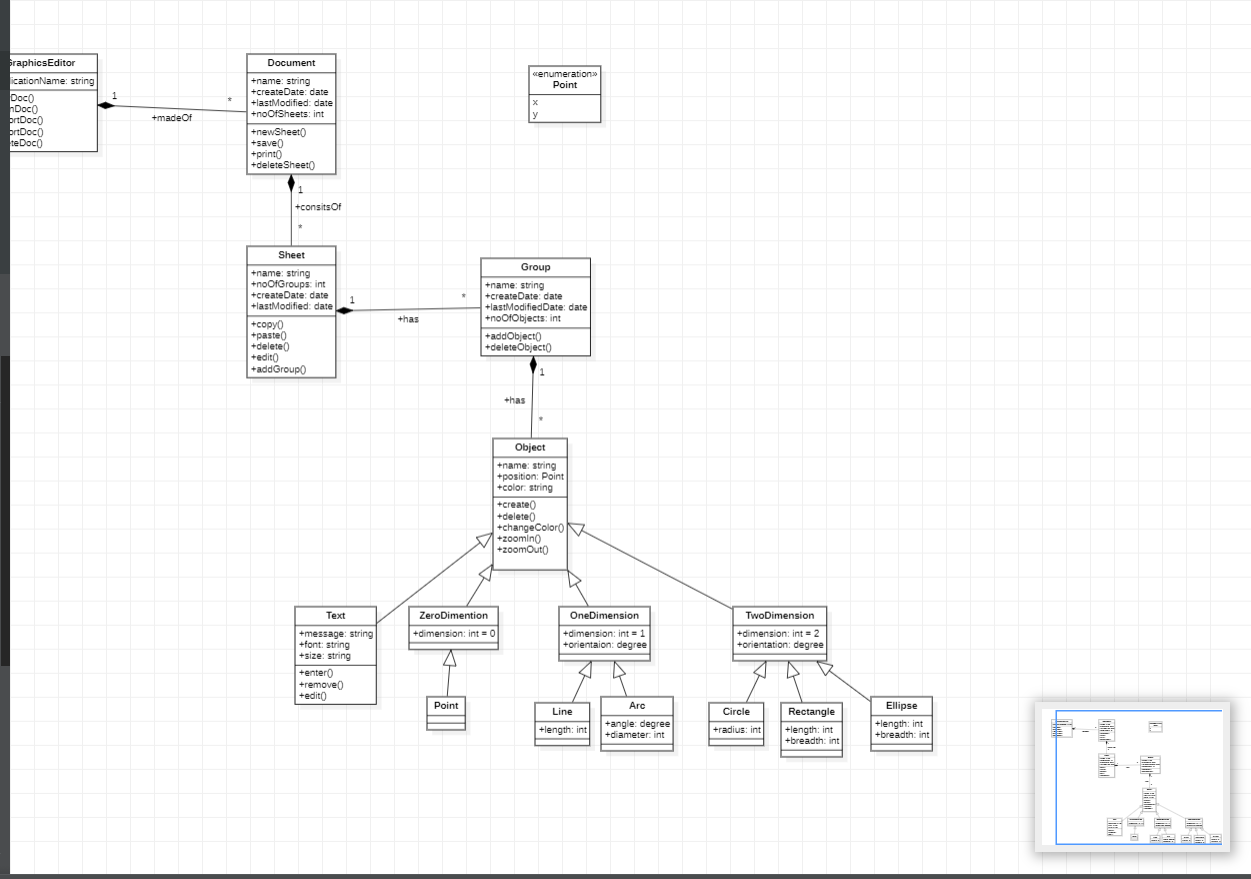 GraphicsEditor
licationName: string
Doc()
nDoc()
ortDoc()
ortDoc()
teDoc()
1
*
+madeOf
Document
+name: string
+createDate: date
+lastModified: date
+noOfSheets: int
+newSheet()
+save()
+print()
+deleteSheet()
«enumeration»
Point
x
y
1
+consitsOf
*
Sheet
+name: string
+noOfGroups: int
+createDate: date
+lastModified: date
+copy()
+paste()
+delete()
+edit()
+addGroup()
1
*
+has
Group
+name: string
+createDate: date
+lastModifiedDate: date
+noOfObjects: int
+addObject()
+deleteObject()
1
+has
*
Object
+name: string
+position: Point
+color: string
+create()
+delete()
+changeColor()
+zoomIn()
+zoomOut()
Text
+message: string
+font: string
+size: string
+enter()
+remove()
+edit()
ZeroDimention
+dimension: int = 0
OneDimension
+dimension: int = 1
+orientaion: degree
TwoDimension
+dimension: int = 2
+orientation: degree
Point
Line
+length: int
Arc
+angle: degree
+diameter: int
Circle
+radius: int
Rectangle
+length: int
+breadth: int
Ellipse
+length: int
+breadth: int